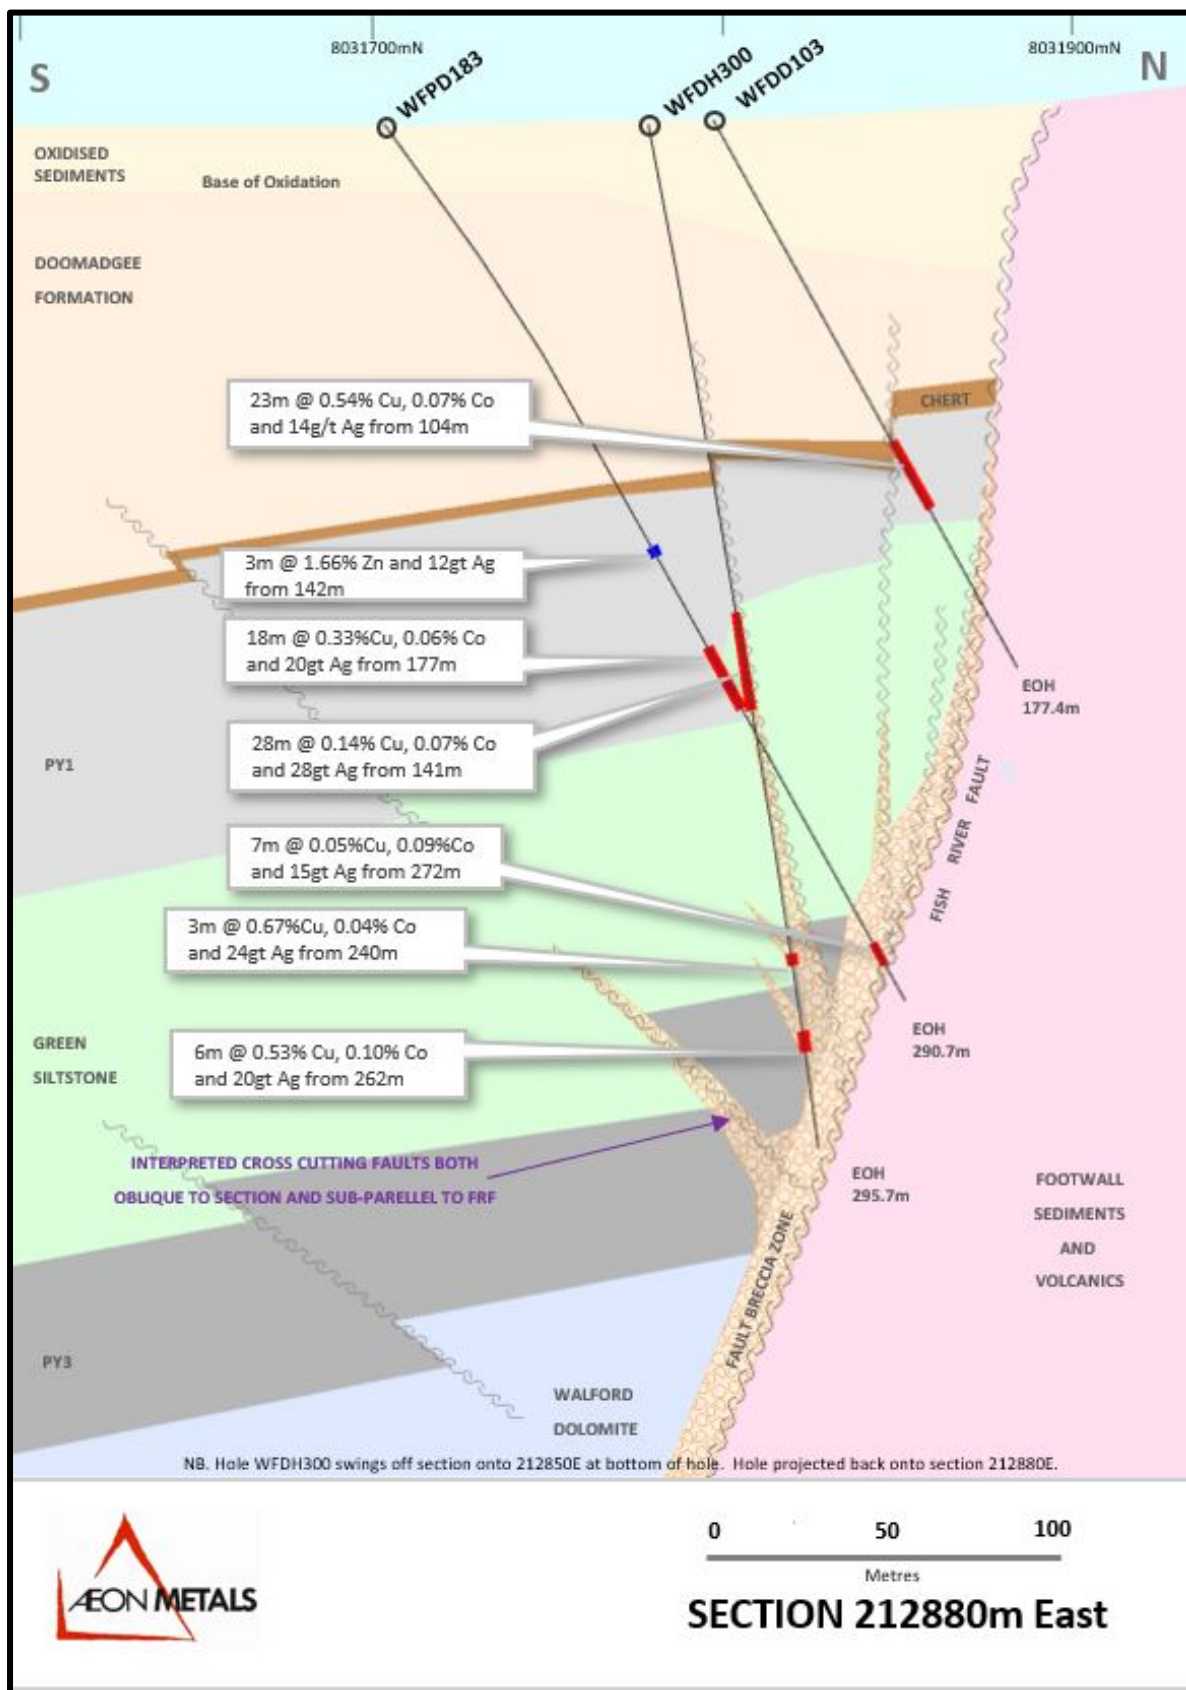 8031700mN
8031900mN
S
N
WFPD183
WFDH300
WFDD103
OXIDISED
SEDIMENTS
Base of Oxidation
DOOMADGEE
FORMATION
23m @ 0.54% Cu, 0.07% Co
and 14g/t Ag from 104m
CHERT
3m @ 1.66% Zn and 12gt Ag
from 142m
18m @ 0.33%Cu, 0.06% Co
and 20gt Ag from 177m
EOH
177.4m
28m @ 0.14% Cu, 0.07% Co
and 28gt Ag from 141m
PY1
7m @ 0.05%Cu, 0.09%Co
and 15gt Ag from 272m
FISH RIVER FAULT
3m @ 0.67%Cu, 0.04% Co
and 24gt Ag from 240m
EOH
290.7m
GREEN
SILTSTONE
6m @ 0.53% Cu, 0.10% Co
and 20gt Ag from 262m
INTERPRETED CROSS CUTTING FAULTS BOTH
OBLIQUE TO SECTION AND SUB-PARELLEL TO FRF
EOH
295.7m
FOOTWALL
SEDIMENTS
AND
VOLCANICS
FAULT BRECCIA ZONE
PY3
WALFORD
DOLOMITE
NB. Hole WFDH300 swings off section onto 212850E at bottom of hole. Hole projected back onto section 212880E.
ÆON METALS
0 50 100
Metres
SECTION 212880m East